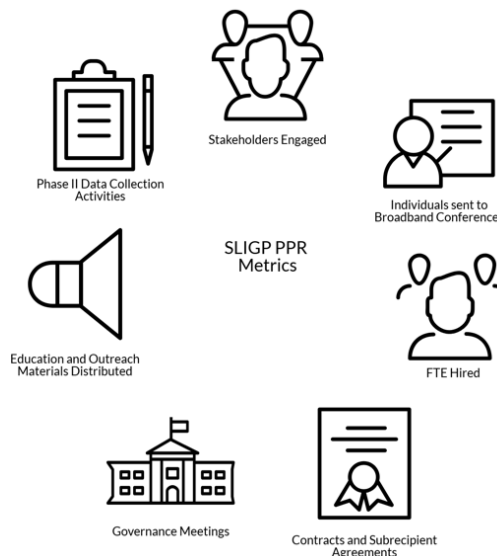 Stakeholders Engaged
Phase II Data Collection
Activities
Individuals sent to
Broadband Conference
SLIGP PPR
Metrics
Education and Outreach
Materials Distributed
FTE Hired
Governance Meetings
Contracts and Subrecipient
Agreements